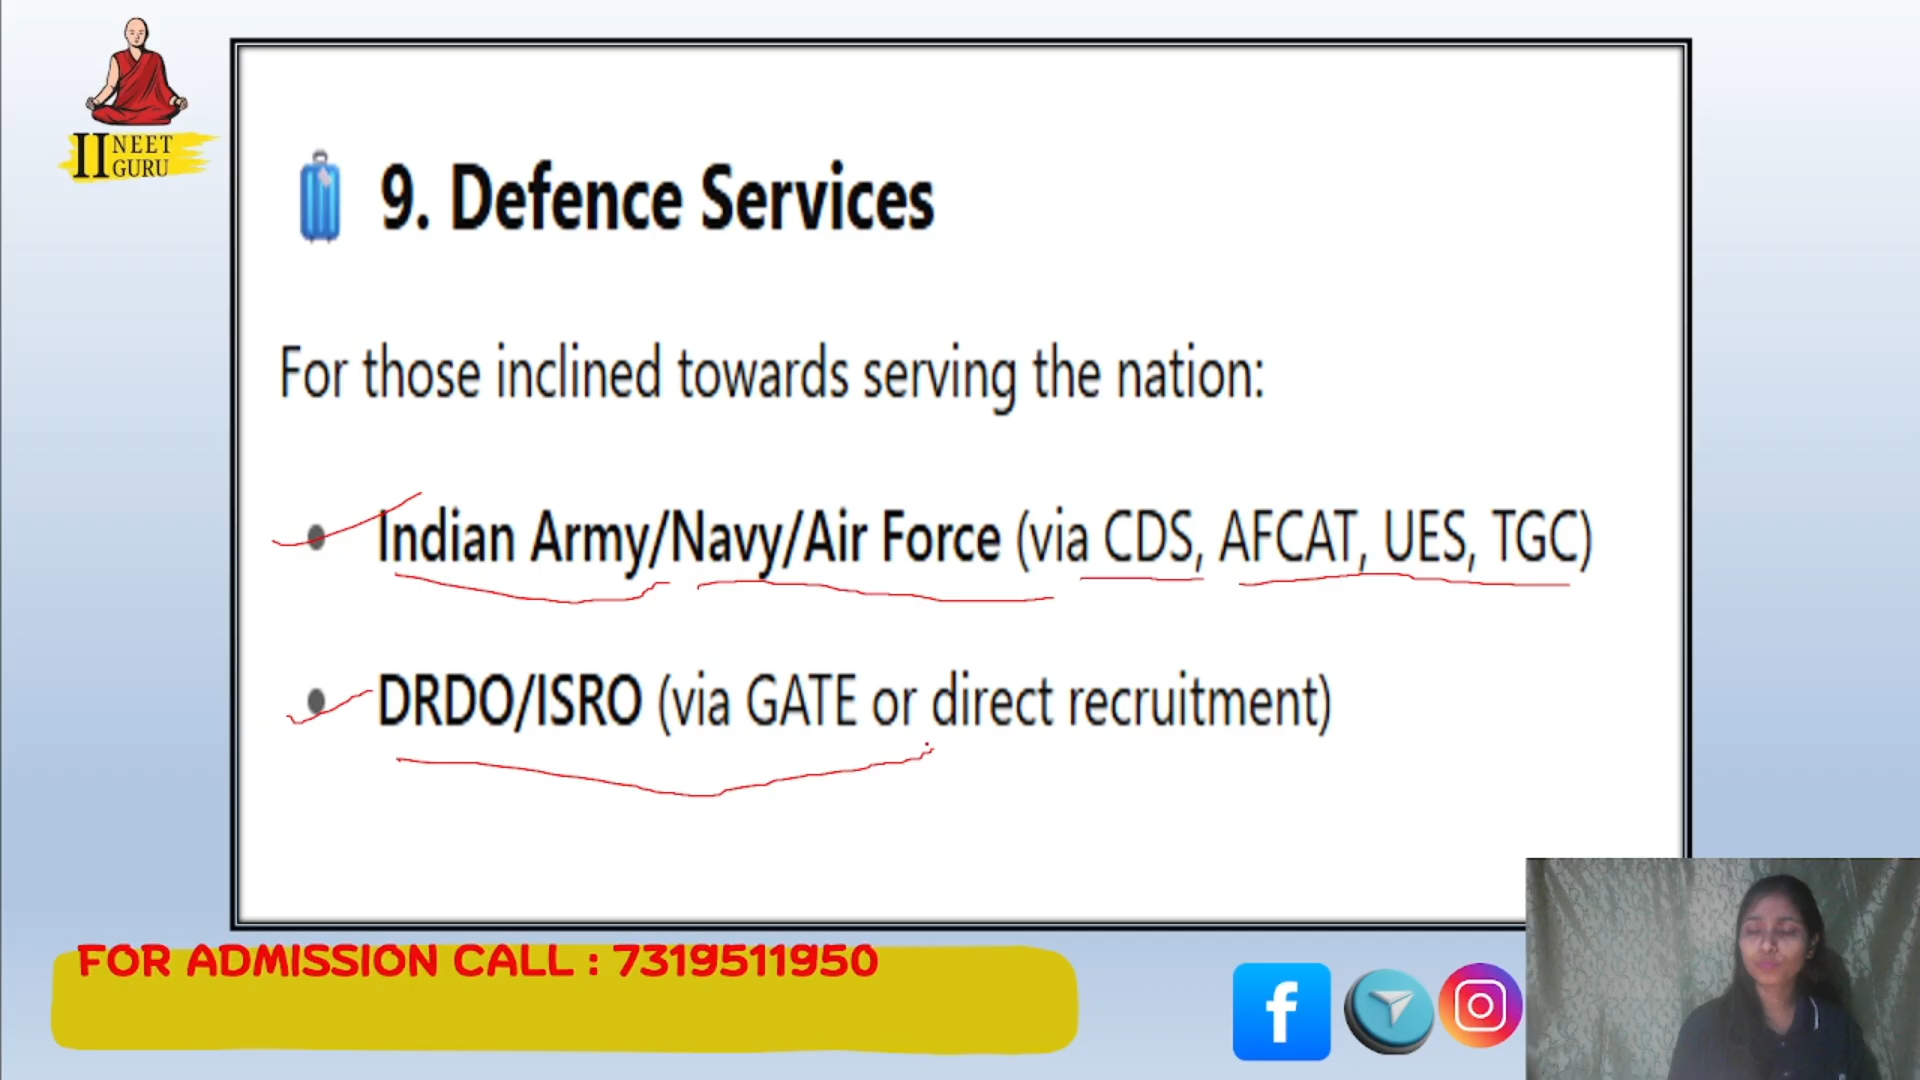 II NEET
GURU
9. Defence Services
For those inclined towards serving the nation:
• Indian Army/Navy/Air Force (via CDS, AFCAT, UES, TGC)
• DRDO/ISRO (via GATE or direct recruitment)
FOR ADMISSION CALL : 7319511950